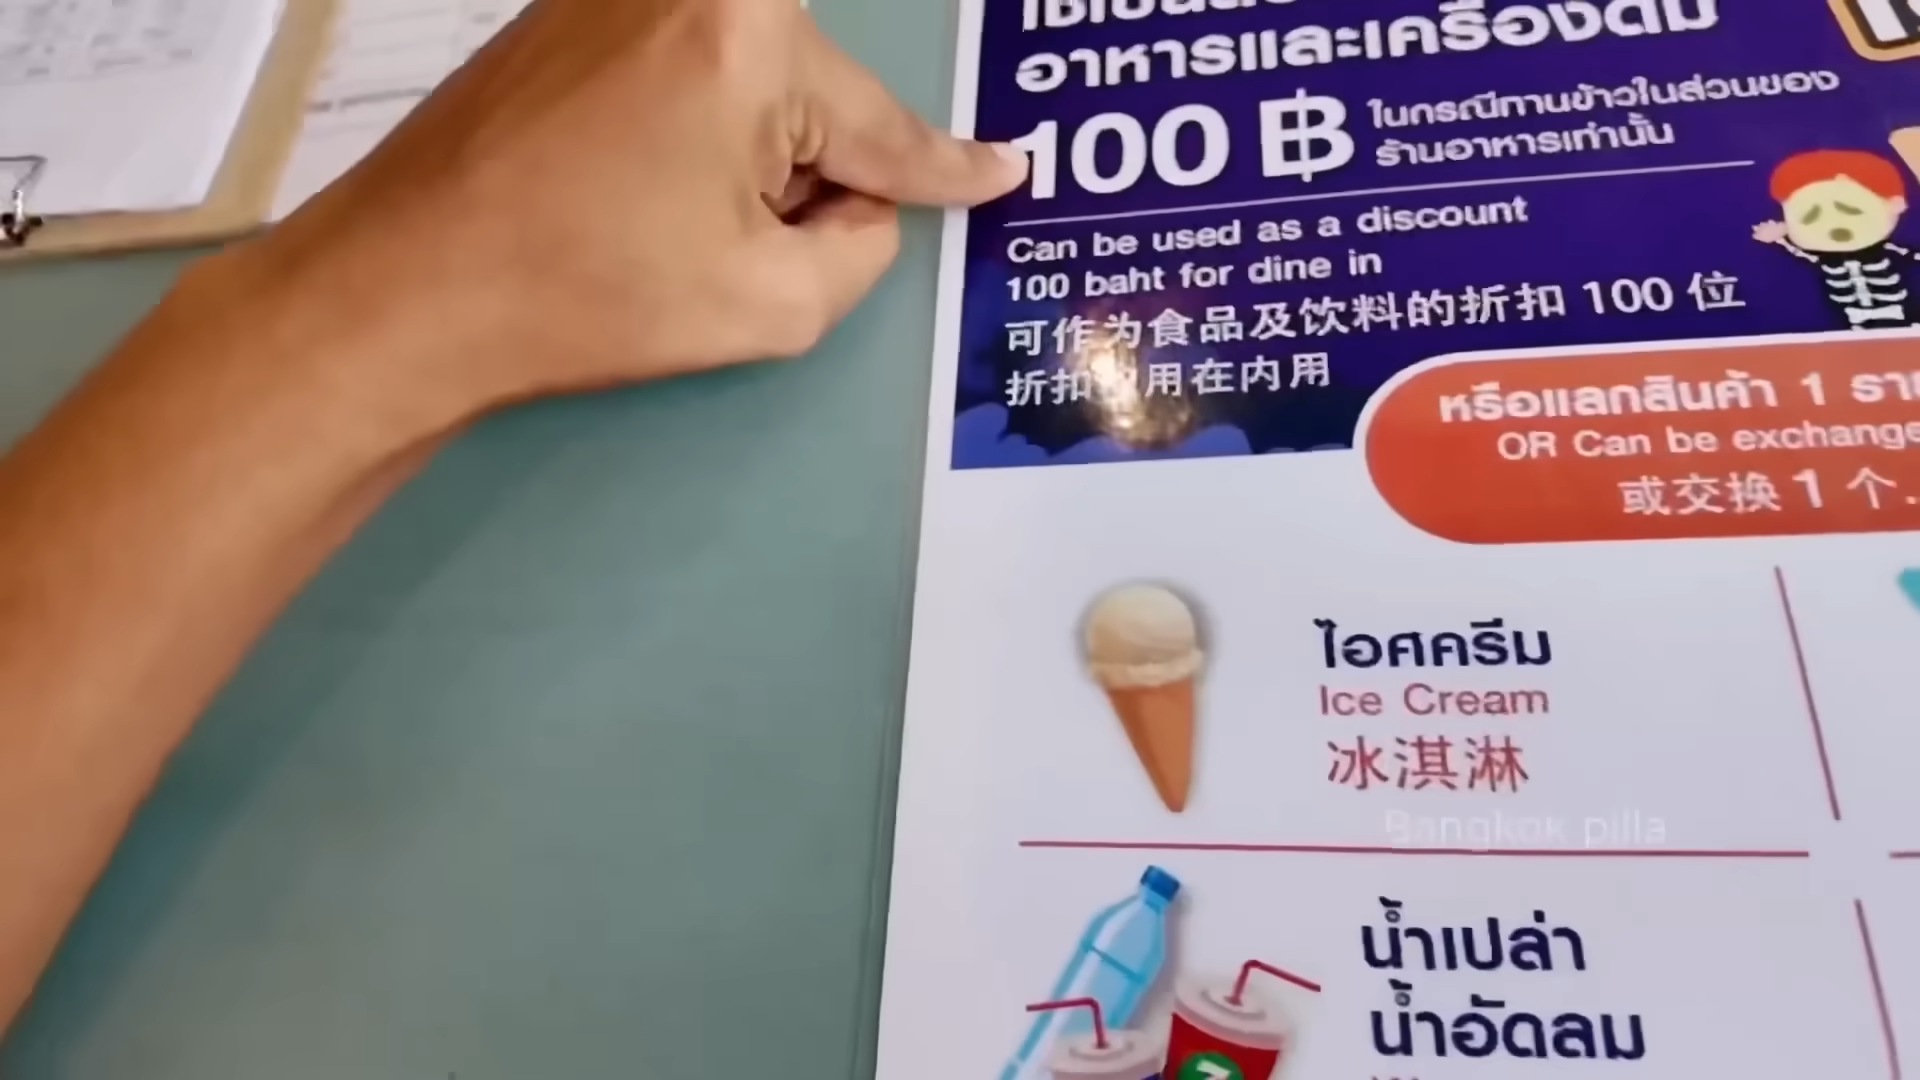 อาหารและเครื่องดื่ม
100 ฿
ในกรณีทานข้าวในส่วนของ
ร้านอาหารเท่านั้น
Can be used as a discount
100 baht for dine in
可作为食品及饮料的折扣 100 位
折扣 用在内用
หรือแลกสินค้า 1
OR Can be exchange
或交换 1 个..
ไอศครีม
Ice Cream
冰淇淋
Bangkok pilla
น้ำเปล่า
น้ำอัดลม
7